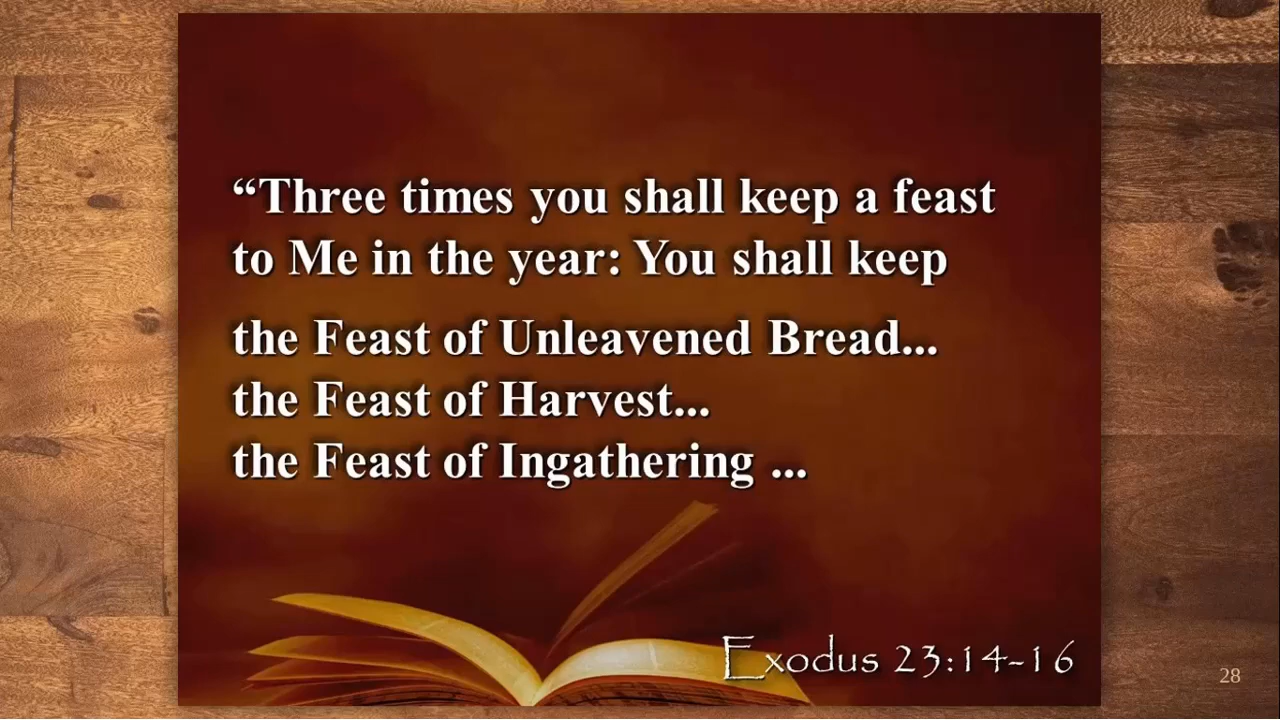 “Three times you shall keep a feast
to Me in the year: You shall keep
the Feast of Unleavened Bread...
the Feast of Harvest...
the Feast of Ingathering ...
Exodus 23:14-16
28